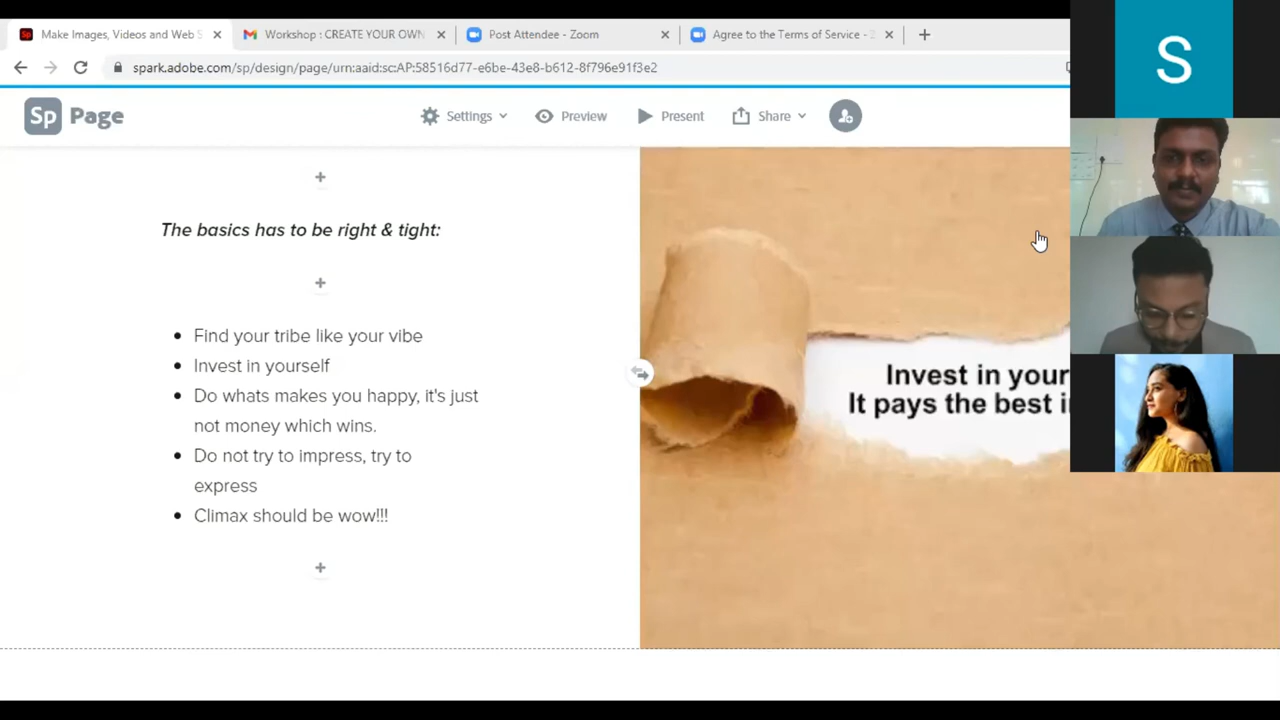 Make Images, Videos and Web S
Workshop : CREATE YOUR OWN
Post Attendee - Zoom
Agree to the Terms of Service - Z
spark.adobe.com/sp/design/page/urn:aaid:sc:AP:58516d77-e6be-43e8-b612-8f796e91f3e2
Sp Page
Settings
Preview
Present
Share
S
The basics has to be right & tight:
Find your tribe like your vibe
Invest in yourself
Do whats makes you happy, it's just
not money which wins.
Do not try to impress, try to
express
Climax should be wow!!!
Invest in your
It pays the best